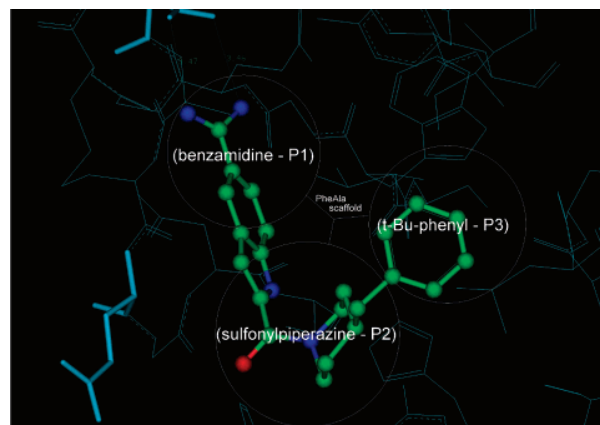 (benzamidine - P1)
PheAla
scaffold
(t-Bu-phenyl - P3)
(sulfonylpiperazine - P2)